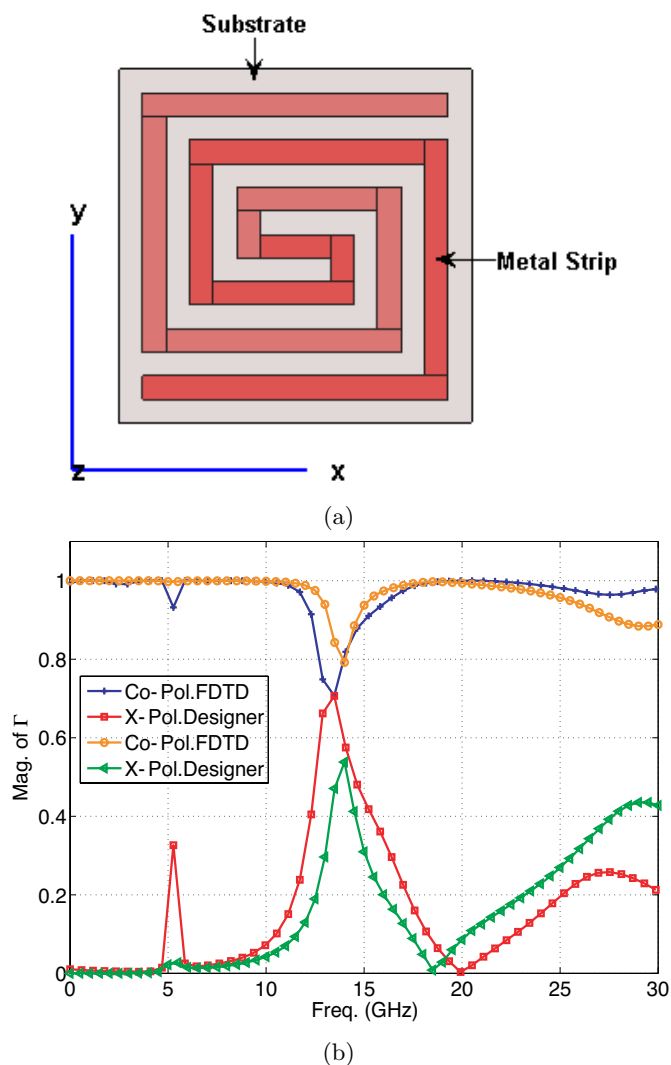 Substrate
y
Metal Strip
z
x
(a)
1
0.8
0.6
0.4
0.2
0
Mag. of Γ
Co- Pol.FDTD
X- Pol.Designer
Co- Pol.FDTD
X- Pol.Designer
0 5 10 15 20 25 30
Freq. (GHz)
(b)